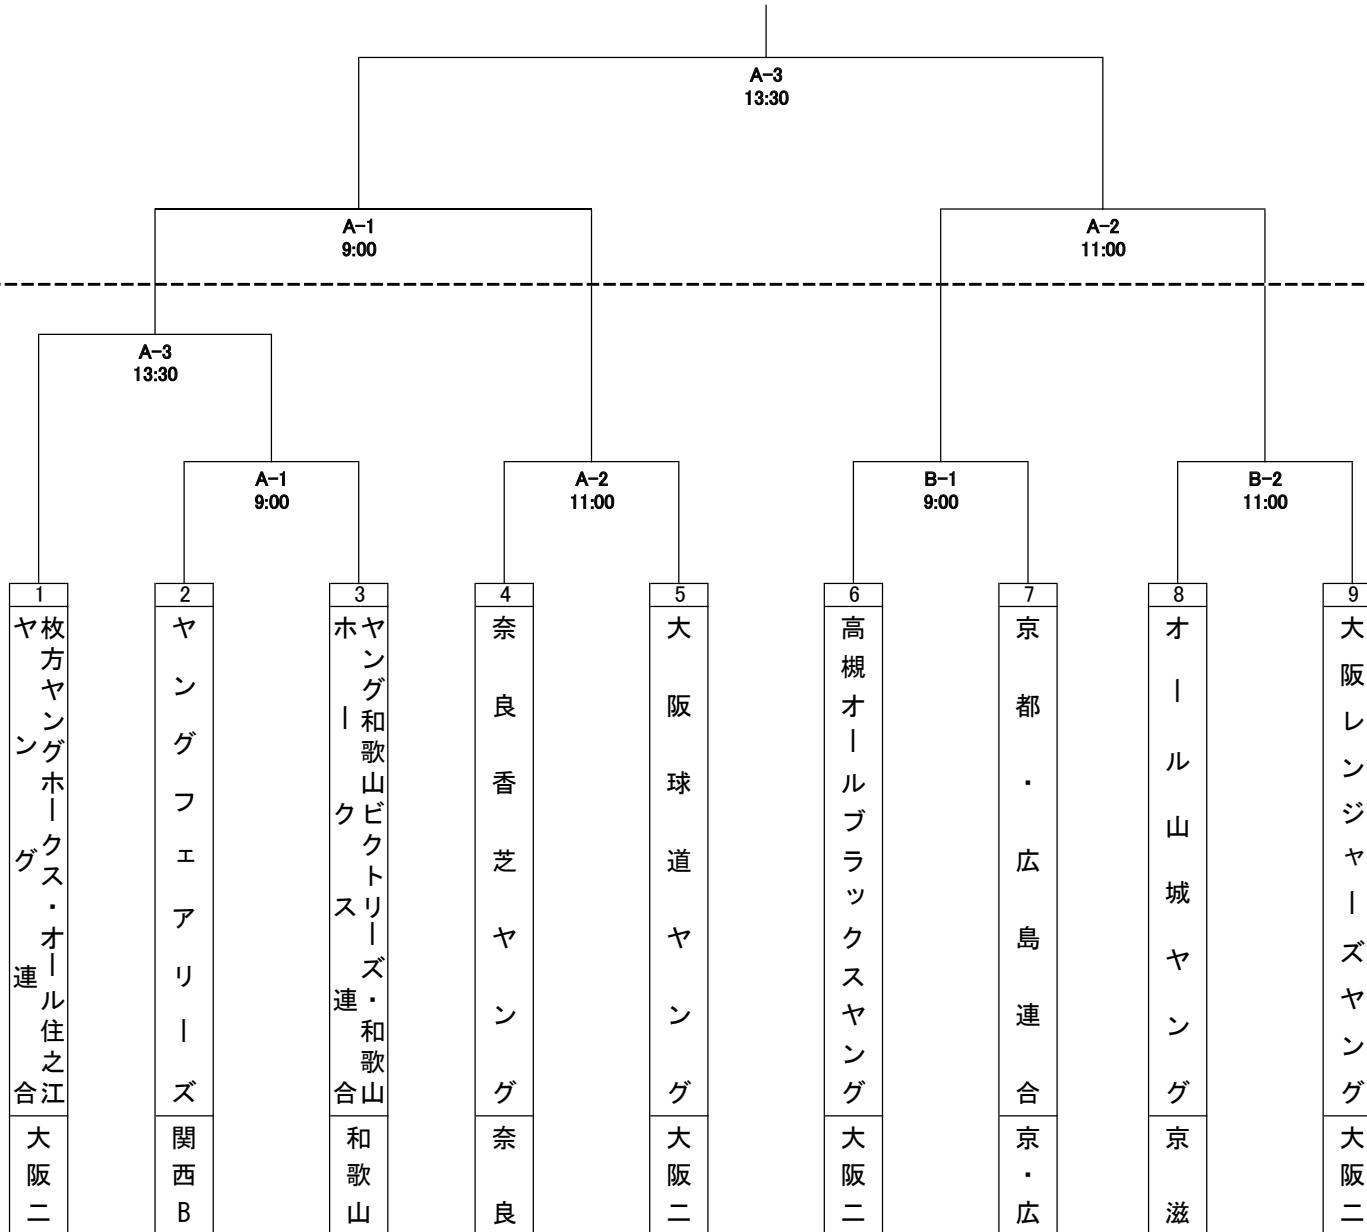 A-3
13:30
A-1
9:00
A-2
11:00
A-3
13:30
A-1
9:00
A-2
11:00
B-1
9:00
B-2
11:00
1
枚方ヤングホークス・オール住之江
ヤング連合
大阪二
2
ヤングフェアリーズ
関西B
3
ヤング和歌山ビクトリーズ・和歌山
ホークス連合
和歌山
4
奈良香芝ヤング
奈良
5
大阪球道ヤング
大阪二
6
高槻オールブラックスヤング
大阪二
7
京都・広島連合
京・広
8
オール山城ヤング
京滋
9
大阪レンジャーズヤング
大阪二